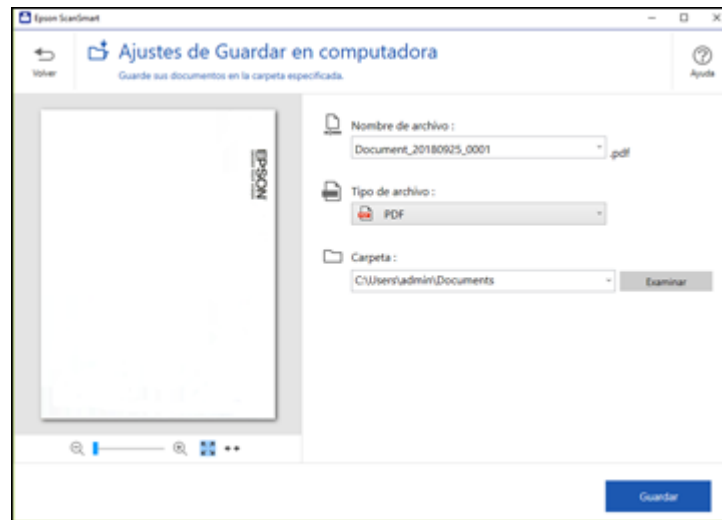 Epson ScanSmart
Volver
Ajustes de Guardar en computadora
Guarde sus documentos en la carpeta especificada.
Ayuda
EPSON
Nombre de archivo :
Document_20180925_0001
.pdf
Tipo de archivo :
PDF
Carpeta :
C:\Users\admin\Documents
Examinar
Guardar